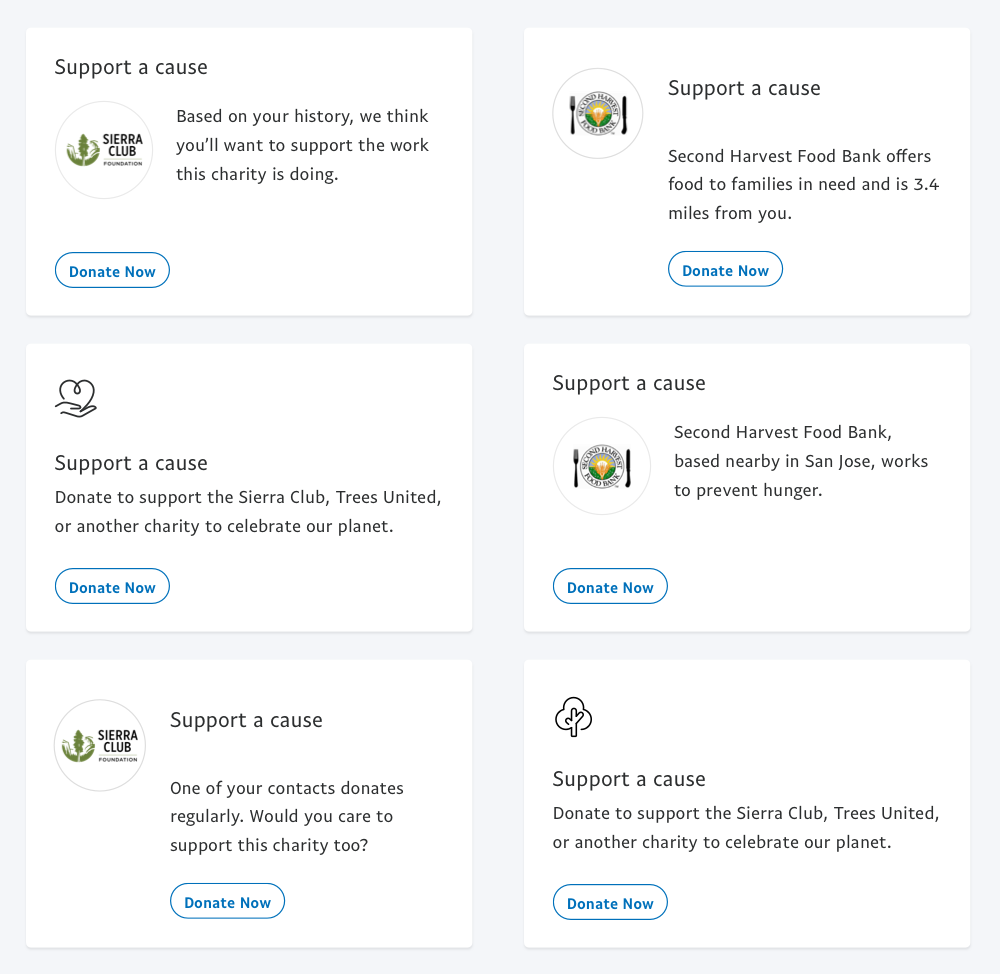 Support a cause
SIERRA
CLUB
FOUNDATION
Based on your history, we think
you’ll want to support the work
this charity is doing.
Donate Now
SECOND HARVEST
FOOD BANK
Support a cause
Second Harvest Food Bank offers
food to families in need and is 3.4
miles from you.
Donate Now
Support a cause
Donate to support the Sierra Club, Trees United,
or another charity to celebrate our planet.
Donate Now
Support a cause
SECOND HARVEST
FOOD BANK
Second Harvest Food Bank,
based nearby in San Jose, works
to prevent hunger.
Donate Now
SIERRA
CLUB
FOUNDATION
Support a cause
One of your contacts donates
regularly. Would you care to
support this charity too?
Donate Now
Support a cause
Donate to support the Sierra Club, Trees United,
or another charity to celebrate our planet.
Donate Now